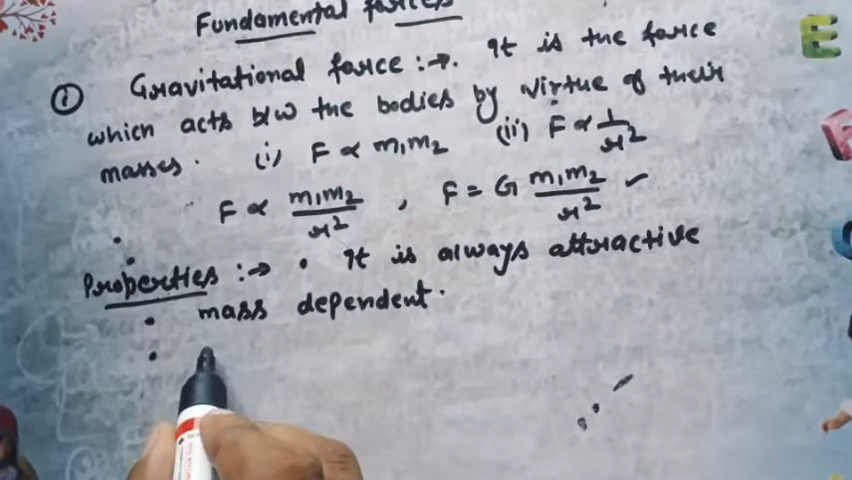 Fundamental forces
① Gravitational force :→. It is the force
which acts b/w the bodies by virtue of their
masses. (i) F ∝ m₁m₂ (ii) F ∝ 1/r²
F ∝ m₁m₂/r² , F = G m₁m₂/r² ✓
Properties :→ • It is always attractive
• mass dependent.
•
E